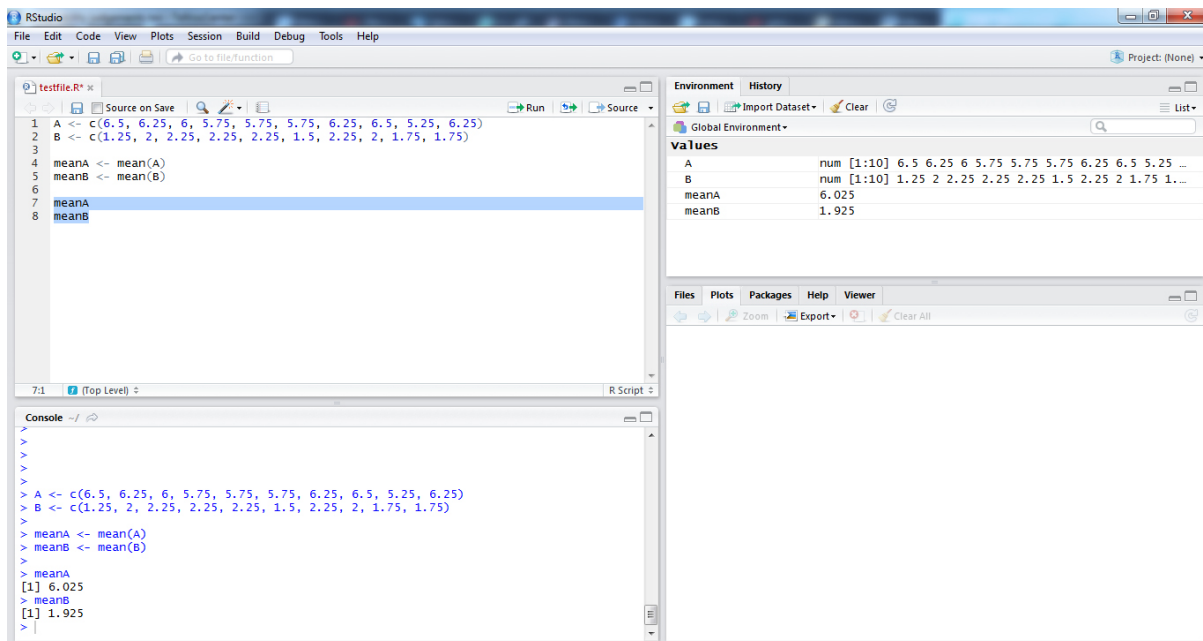 RStudio
File Edit Code View Plots Session Build Debug Tools Help
Go to file/function
Project: (None)
testfile.R*
Source on Save
Run
Source
1 A <- c(6.5, 6.25, 6, 5.75, 5.75, 5.75, 6.25, 6.5, 5.25, 6.25)
2 B <- c(1.25, 2, 2.25, 2.25, 2.25, 1.5, 2.25, 2, 1.75, 1.75)
3
4 meanA <- mean(A)
5 meanB <- mean(B)
6
7 meanA
8 meanB
7:1 (Top Level) R Script
Console ~/
>
>
>
>
>
> A <- c(6.5, 6.25, 6, 5.75, 5.75, 5.75, 6.25, 6.5, 5.25, 6.25)
> B <- c(1.25, 2, 2.25, 2.25, 2.25, 1.5, 2.25, 2, 1.75, 1.75)
>
> meanA <- mean(A)
> meanB <- mean(B)
>
> meanA
[1] 6.025
> meanB
[1] 1.925
>
Environment History
Import Dataset Clear List
Global Environment
Values
A num [1:10] 6.5 6.25 6 5.75 5.75 5.75 6.25 6.5 5.25 ...
B num [1:10] 1.25 2 2.25 2.25 2.25 1.5 2.25 2 1.75 1....
meanA 6.025
meanB 1.925
Files Plots Packages Help Viewer
Zoom Export Clear All